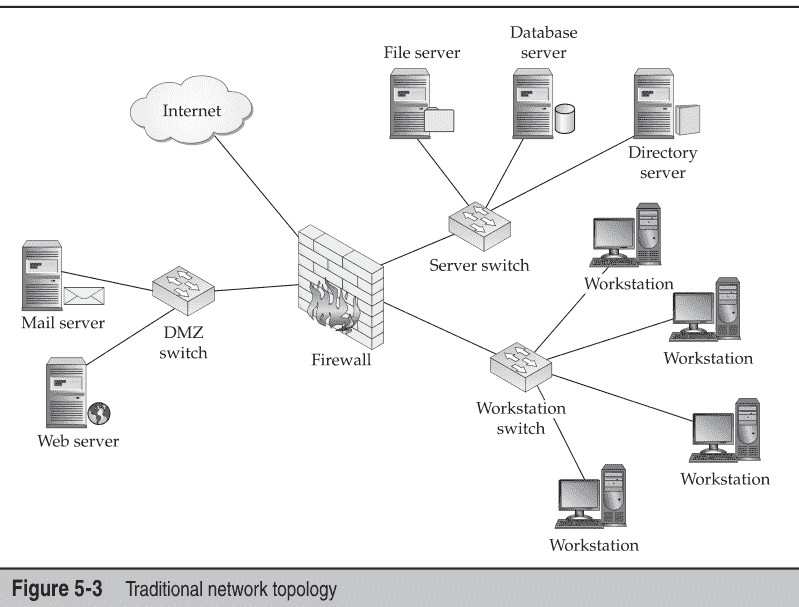 Database
server
File server
Internet
Directory
server
Server switch
Workstation
Mail server
DMZ
switch
Firewall
Workstation
Workstation
switch
Web server
Workstation
Workstation
Figure 5-3 Traditional network topology